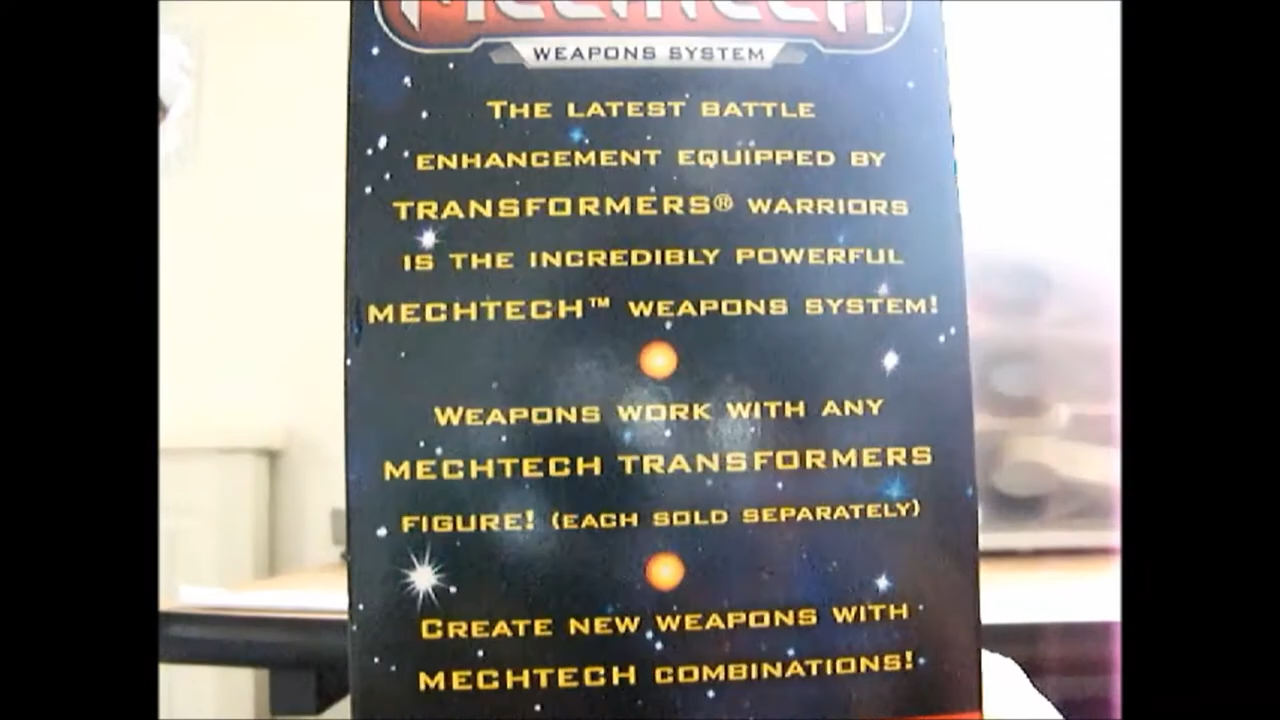 MECHTECH™
WEAPONS SYSTEM
THE LATEST BATTLE
ENHANCEMENT EQUIPPED BY
TRANSFORMERS® WARRIORS
IS THE INCREDIBLY POWERFUL
MECHTECH™ WEAPONS SYSTEM!
WEAPONS WORK WITH ANY
MECHTECH TRANSFORMERS
FIGURE! (EACH SOLD SEPARATELY)
CREATE NEW WEAPONS WITH
MECHTECH COMBINATIONS!